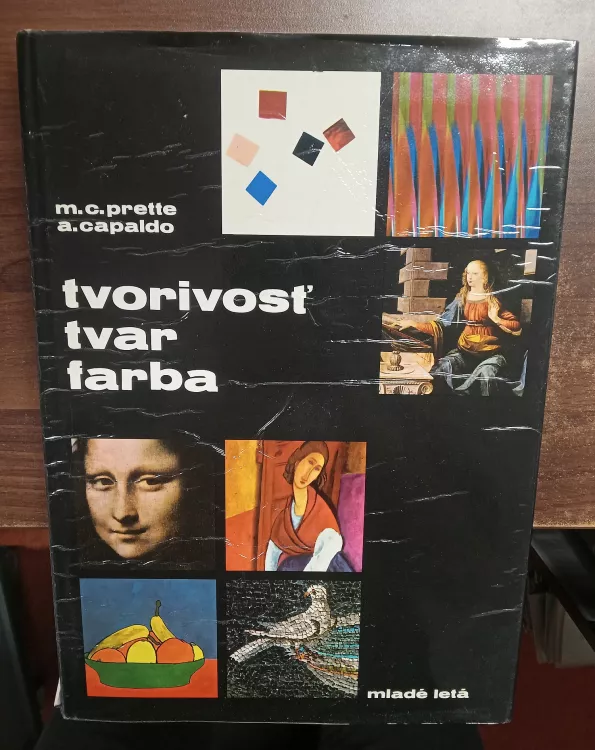 m.c.prette
a.capaldo
tvorivosť
tvar
farba
mladé letá